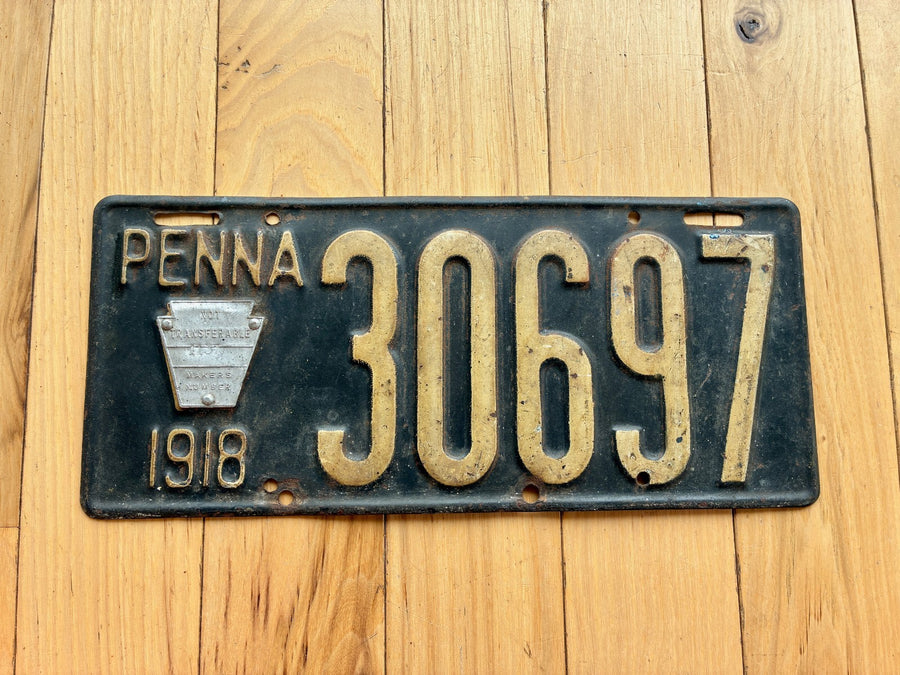 PENNA
30697
NOT
TRANSFERABLE
MAKERS
NUMBER
1918